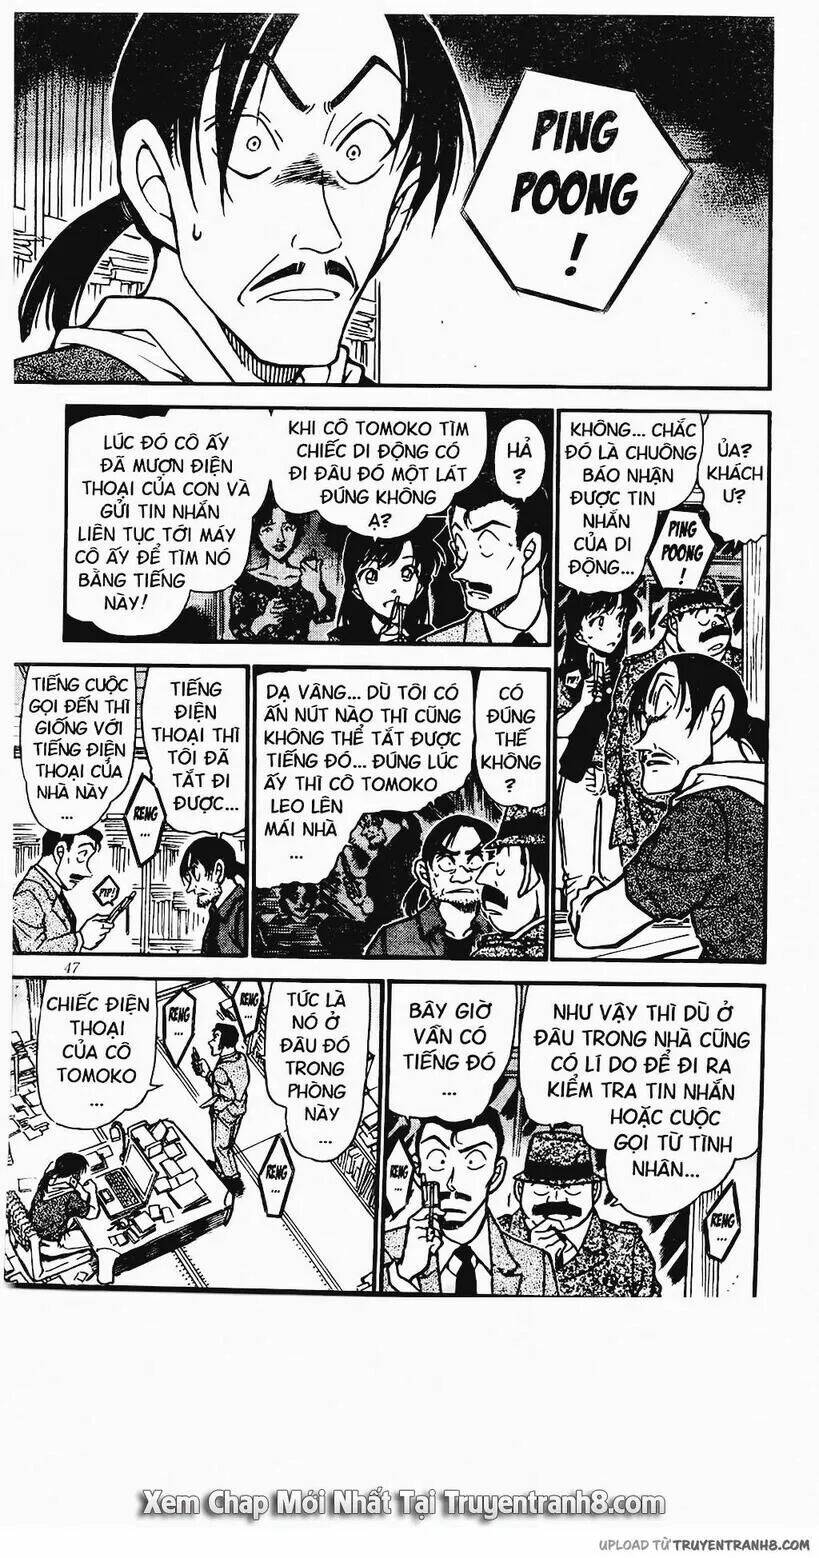 PING
POONG
!
ỦA?
KHÁCH
Ư?
KHÔNG... CHẮC
ĐÓ LÀ CHUÔNG
BÁO NHẬN
ĐƯỢC TIN
NHẮN
CỦA DI
ĐỘNG...
PING
POONG
!
HẢ
?
KHI CÔ TOMOKO TÌM
CHIẾC DI ĐỘNG CÓ
ĐI ĐÂU ĐÓ MỘT LÁT
ĐÚNG KHÔNG
Ạ?
LÚC ĐÓ CÔ ẤY
ĐÃ MƯỢN ĐIỆN
THOẠI CỦA CON VÀ
GỬI TIN NHẮN
LIÊN TỤC TỚI MÁY
CÔ ẤY ĐỂ TÌM NÓ
BẰNG TIẾNG
NÀY!
CÓ
ĐÚNG
THẾ
KHÔNG
?
DẠ VÂNG... DÙ TÔI CÓ
ẤN NÚT NÀO THÌ CŨNG
KHÔNG THỂ TẮT ĐƯỢC
TIẾNG ĐÓ... ĐÚNG LÚC
ẤY THÌ CÔ TOMOKO
LEO LÊN
MÁI NHÀ
...
TIẾNG
ĐIỆN
THOẠI THÌ
TÔI ĐÃ
TẮT ĐI
ĐƯỢC...
TIẾNG CUỘC
GỌI ĐẾN THÌ
GIỐNG VỚI
TIẾNG ĐIỆN
THOẠI CỦA
NHÀ NÀY
...
RENG
...
PIP!
47
NHƯ VẬY THÌ DÙ Ở
ĐÂU TRONG NHÀ CŨNG
CÓ LÍ DO ĐỂ ĐI RA
KIỂM TRA TIN NHẮN
HOẶC CUỘC
GỌI TỪ TÌNH
NHÂN...
BÂY GIỜ
VẪN CÓ
TIẾNG ĐÓ
...
RENG
...
RENG
...
TỨC LÀ
NÓ Ở
ĐÂU ĐÓ
TRONG
PHÒNG
NÀY
...
RENG
...
RENG
...
RENG
...
CHIẾC ĐIỆN
THOẠI
CỦA CÔ
TOMOKO
...
Xem Chap Mới Nhất Tại Truyentranh8.com
UPLOAD TỪ TRUYENTRANH8.COM